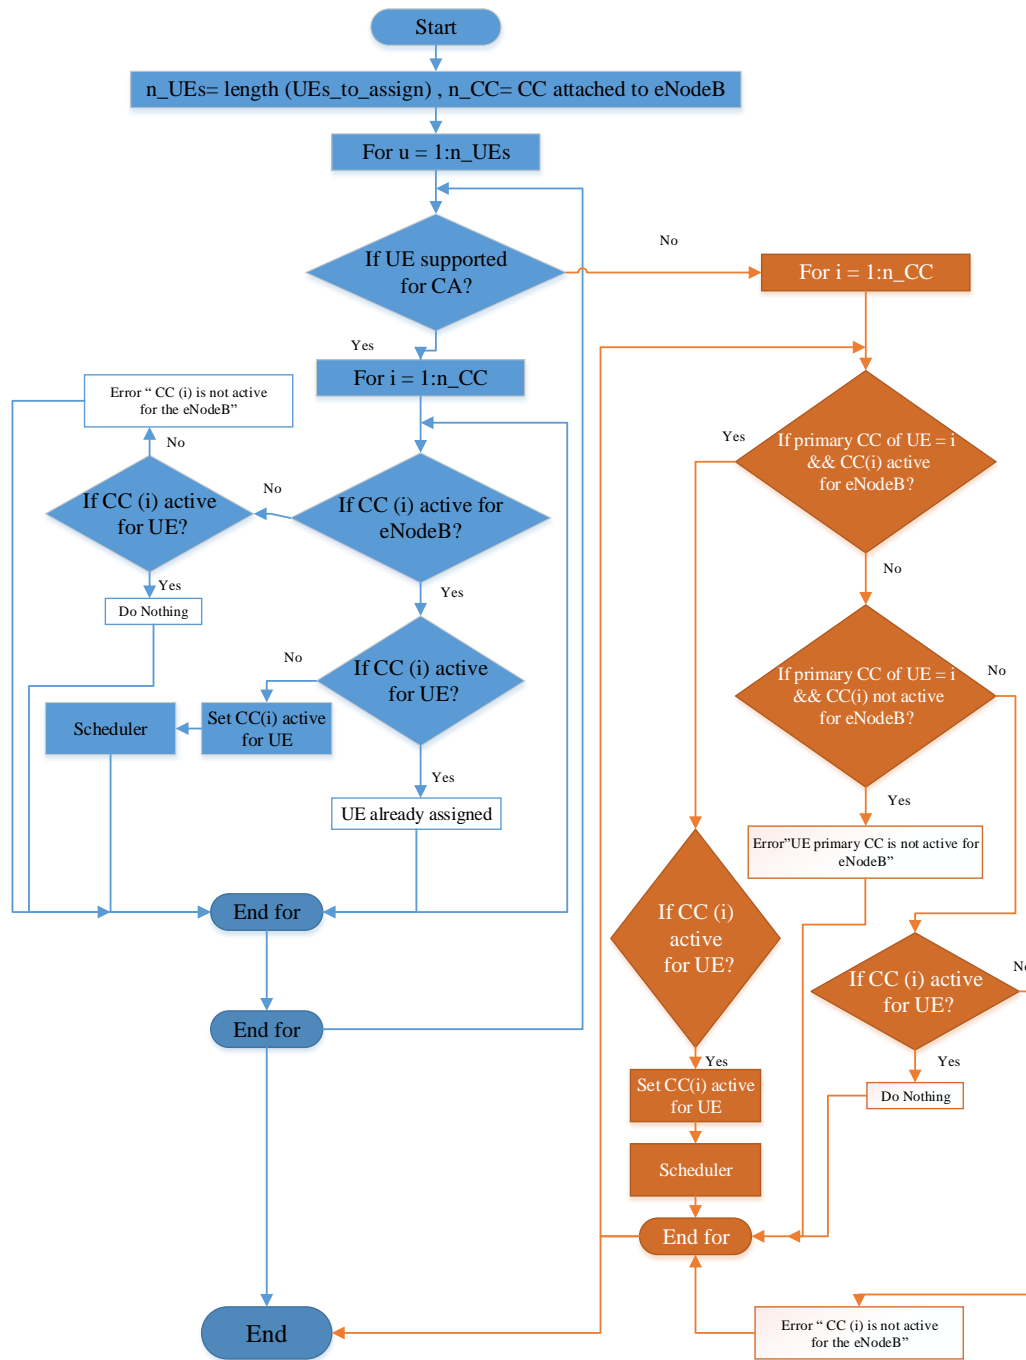 Start
n_UEs= length (UEs_to_assign) , n_CC= CC attached to eNodeB
For u = 1:n_UEs
If UE supported
for CA?
No
For i = 1:n_CC
Yes
For i = 1:n_CC
Error “ CC (i) is not active
for the eNodeB”
No
If CC (i) active
for UE?
No
If CC (i) active for
eNodeB?
Yes
Do Nothing
Yes
No
If CC (i) active
for UE?
Scheduler
Set CC(i) active
for UE
Yes
UE already assigned
End for
End for
End
Yes
If primary CC of UE = i
&& CC(i) active
for eNodeB?
No
If primary CC of UE = i
&& CC(i) not active
for eNodeB?
No
Yes
Error”UE primary CC is not active for
eNodeB”
If CC (i)
active
for UE?
If CC (i) active
for UE?
No
Yes
Yes
Set CC(i) active
for UE
Do Nothing
Scheduler
End for
Error “ CC (i) is not active
for the eNodeB”